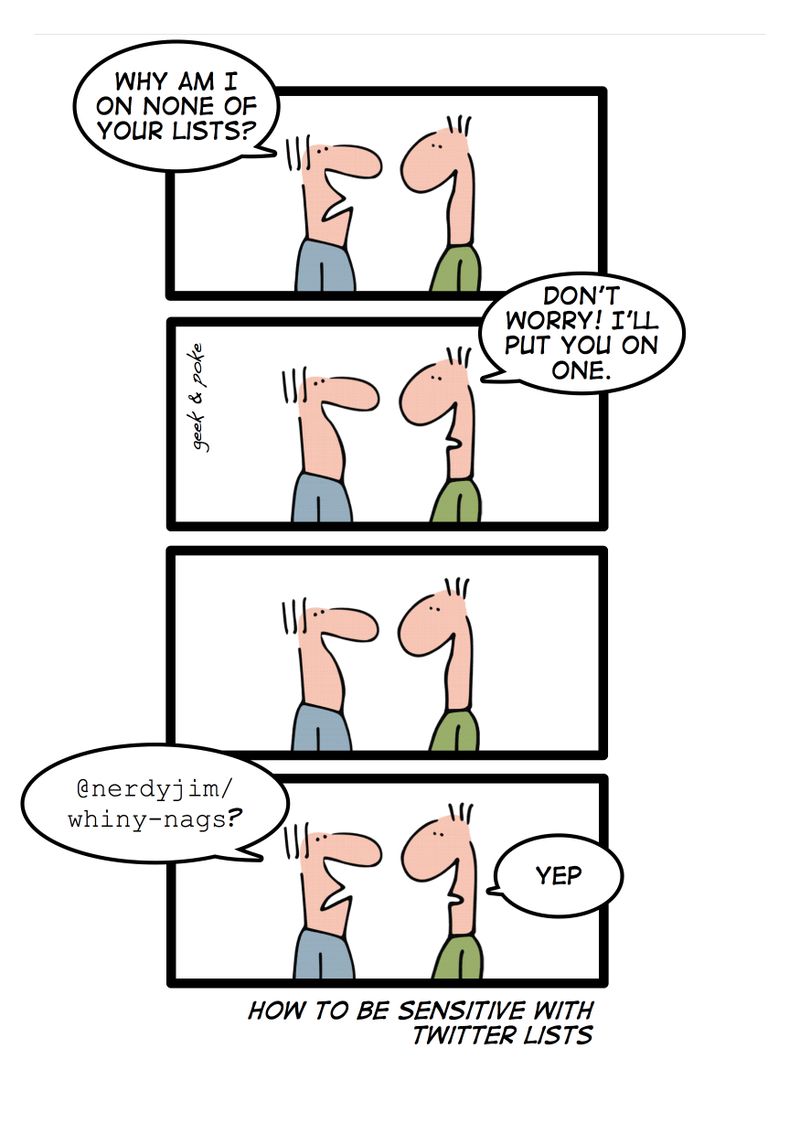 WHY AM I
ON NONE OF
YOUR LISTS?
DON'T
WORRY! I'LL
PUT YOU ON
ONE.
geek & poke
@nerdyjim/
whiny-nags?
YEP
HOW TO BE SENSITIVE WITH
TWITTER LISTS